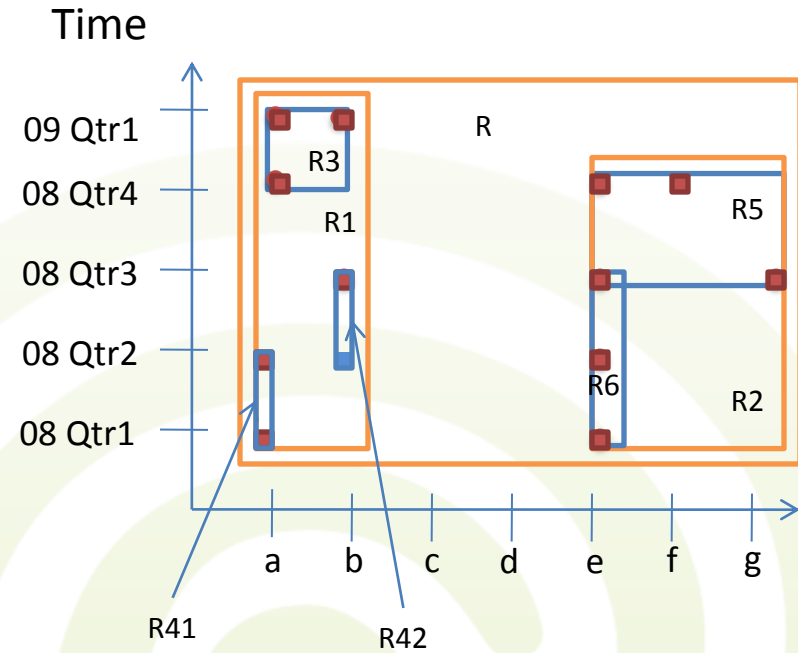 Time
09 Qtr1
R
R3
08 Qtr4
R5
R1
08 Qtr3
08 Qtr2
R6
R2
08 Qtr1
a b c d e f g
R41
R42